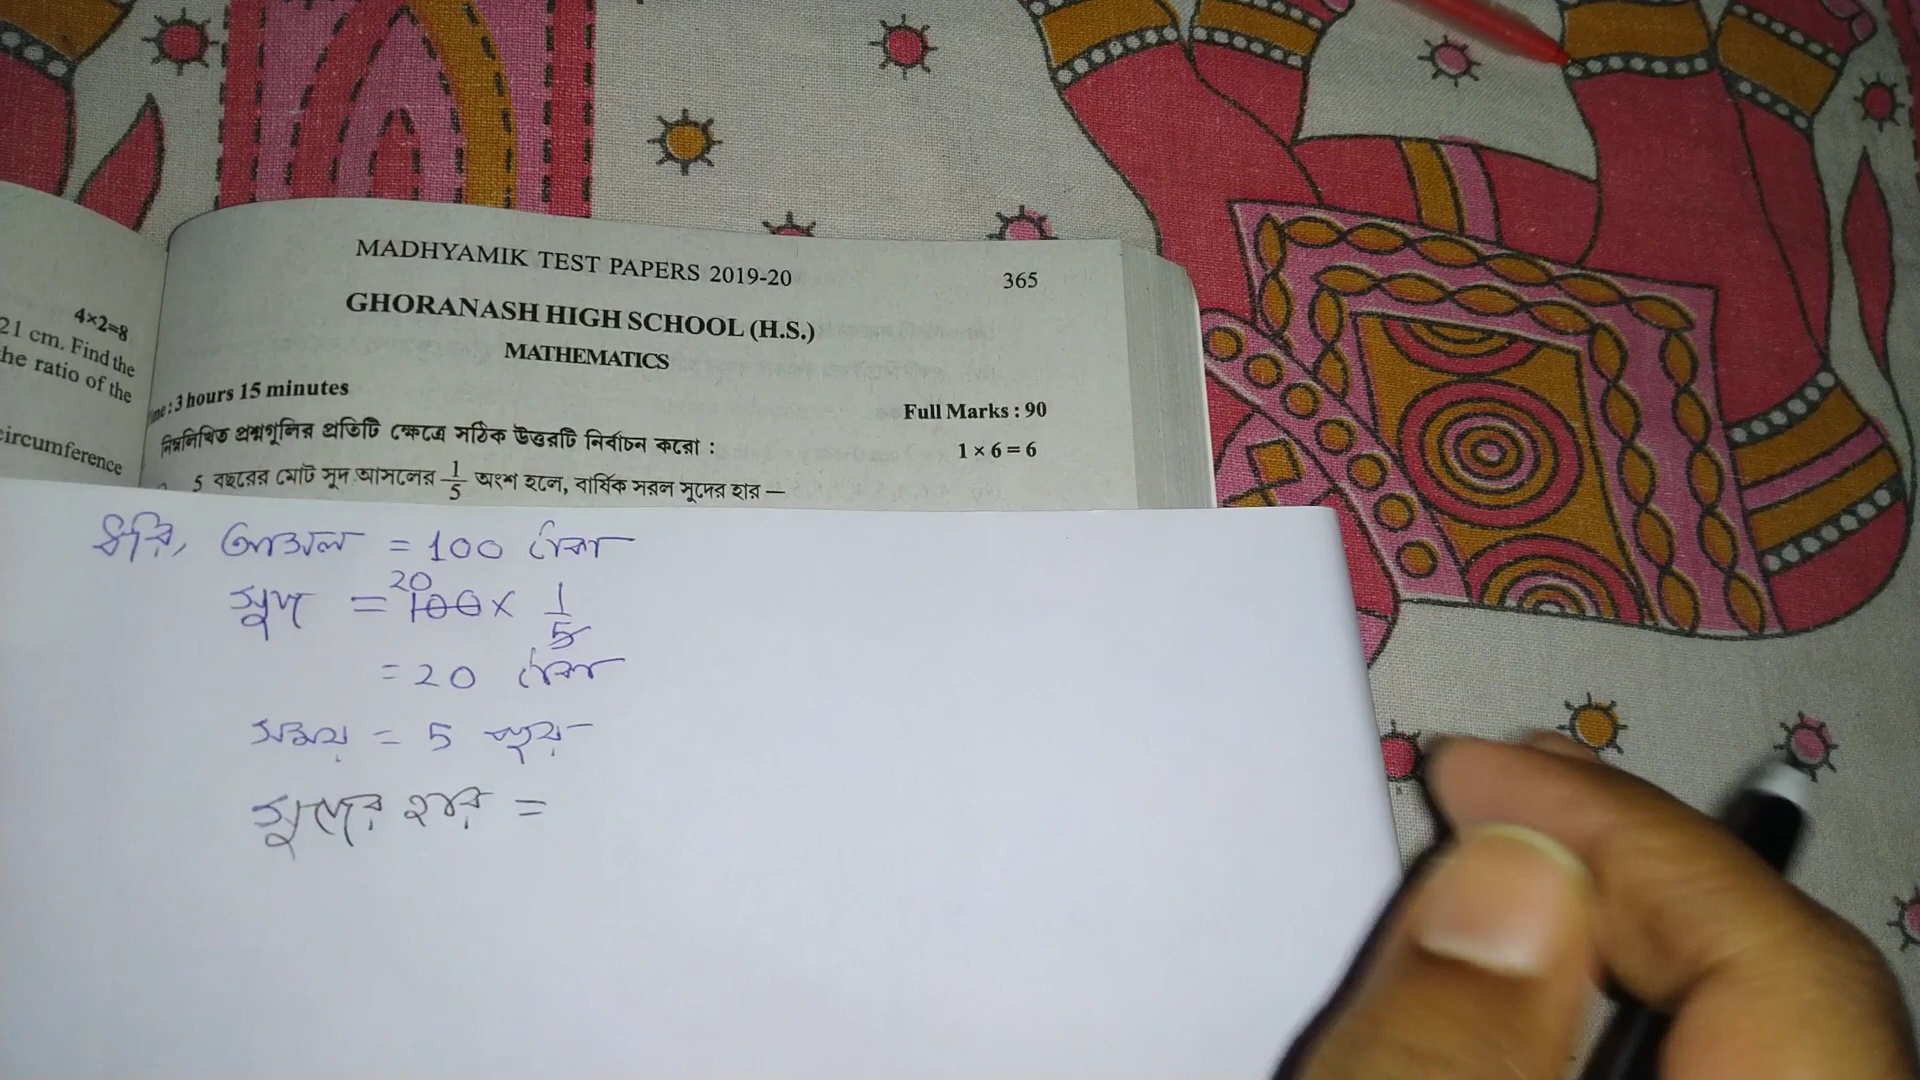 MADHYAMIK TEST PAPERS 2019-20 365
GHORANASH HIGH SCHOOL (H.S.)
MATHEMATICS
4×2=8
21 cm. Find the
the ratio of the
circumference
me : 3 hours 15 minutes
Full Marks : 90
নিম্নলিখিত প্রশ্নগুলির প্রতিটি ক্ষেত্রে সঠিক উত্তরটি নির্বাচন করো : 1 × 6 = 6
5 বছরের মোট সুদ আসলের 1/5 অংশ হলে, বার্ষিক সরল সুদের হার —
ধরি, আসল = 100 টাকা
সুদ = 20 100 × 1/5
= 20 টাকা
সময় = 5 বছর
সুদের হার =